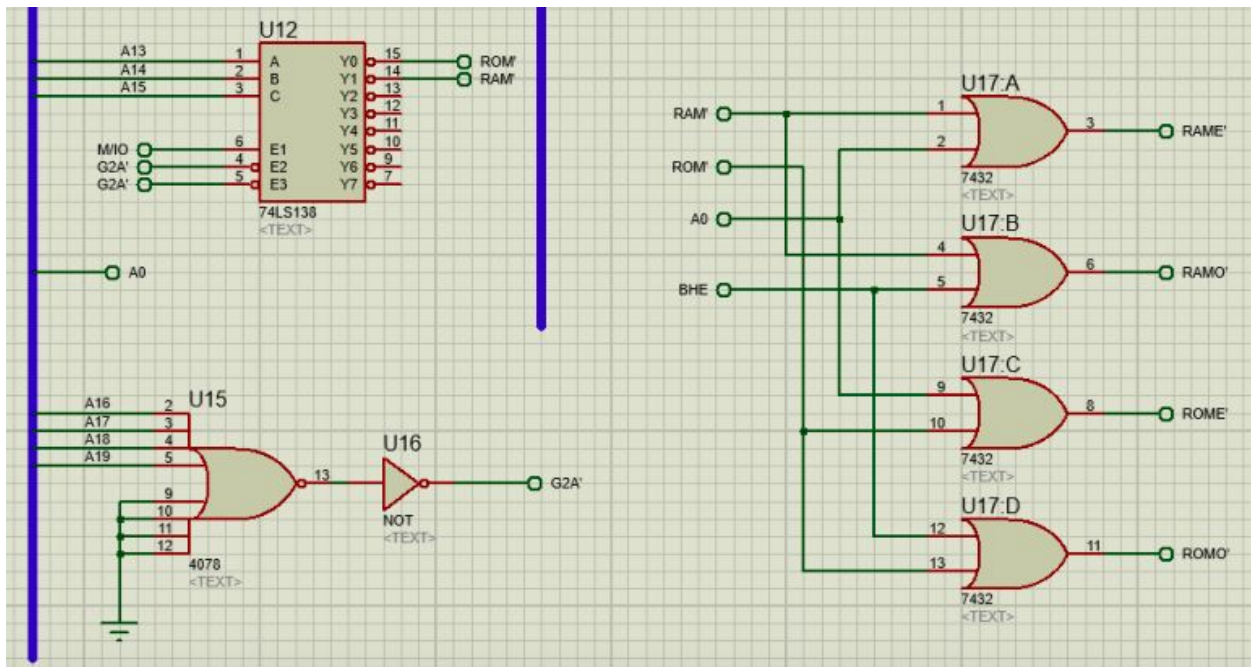 U12
A13 1 A Y0 15 ROM'
A14 2 B Y1 14 RAM'
A15 3 C Y2 13
Y3 12
Y4 11
M/IO 6 E1 Y5 10
G2A' 4 E2 Y6 9
G2A' 5 E3 Y7 7
74LS138
<TEXT>
A0
U15
A16 2
A17 3
A18 4
A19 5
13
9
10
11
12
4078
<TEXT>
U16
NOT
<TEXT>
G2A'
RAM'
ROM'
A0
BHE
U17:A
1
2
3
RAME'
7432
<TEXT>
U17:B
4
5
6
RAMO'
7432
<TEXT>
U17:C
9
10
8
ROME'
7432
<TEXT>
U17:D
12
13
11
ROMO'
7432
<TEXT>